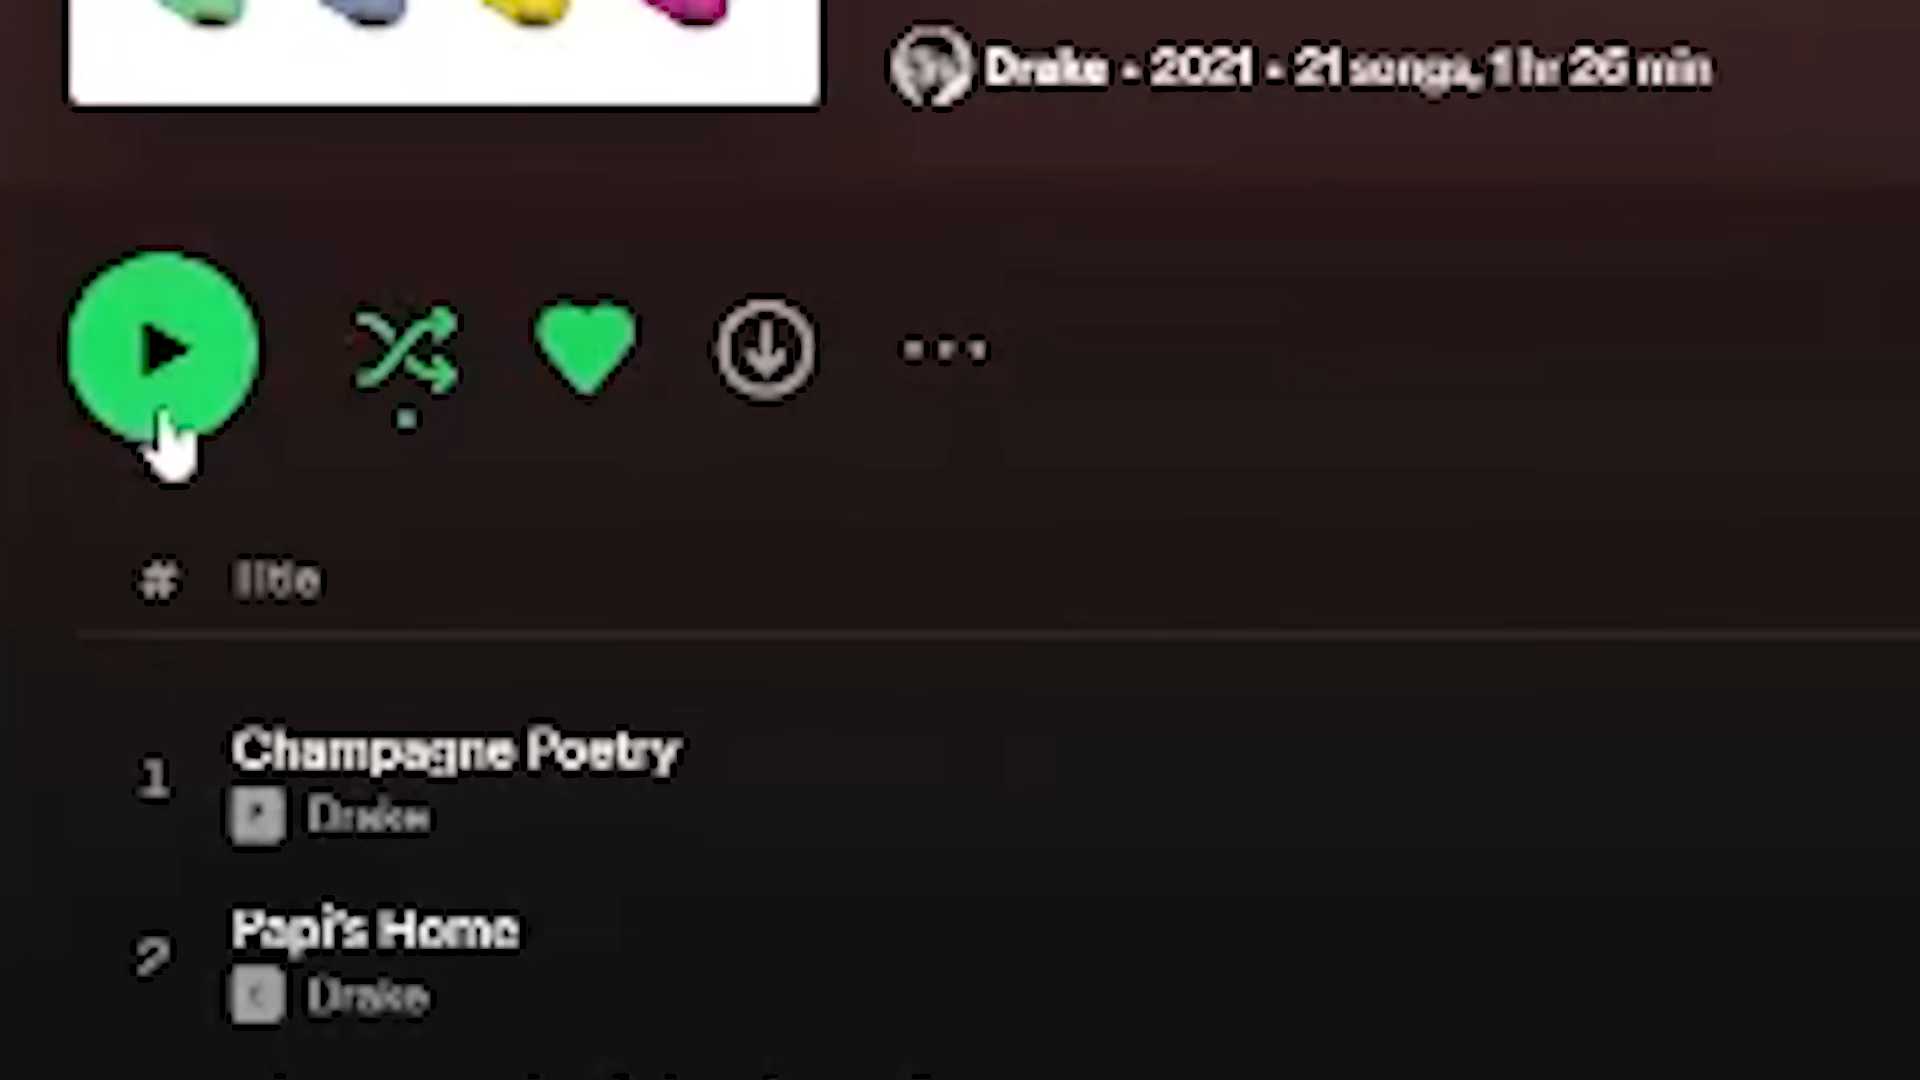 Drake • 2021 • 21 songs, 1 hr 26 min
# Title
1 Champagne Poetry
E Drake
2 Papi's Home
E Drake